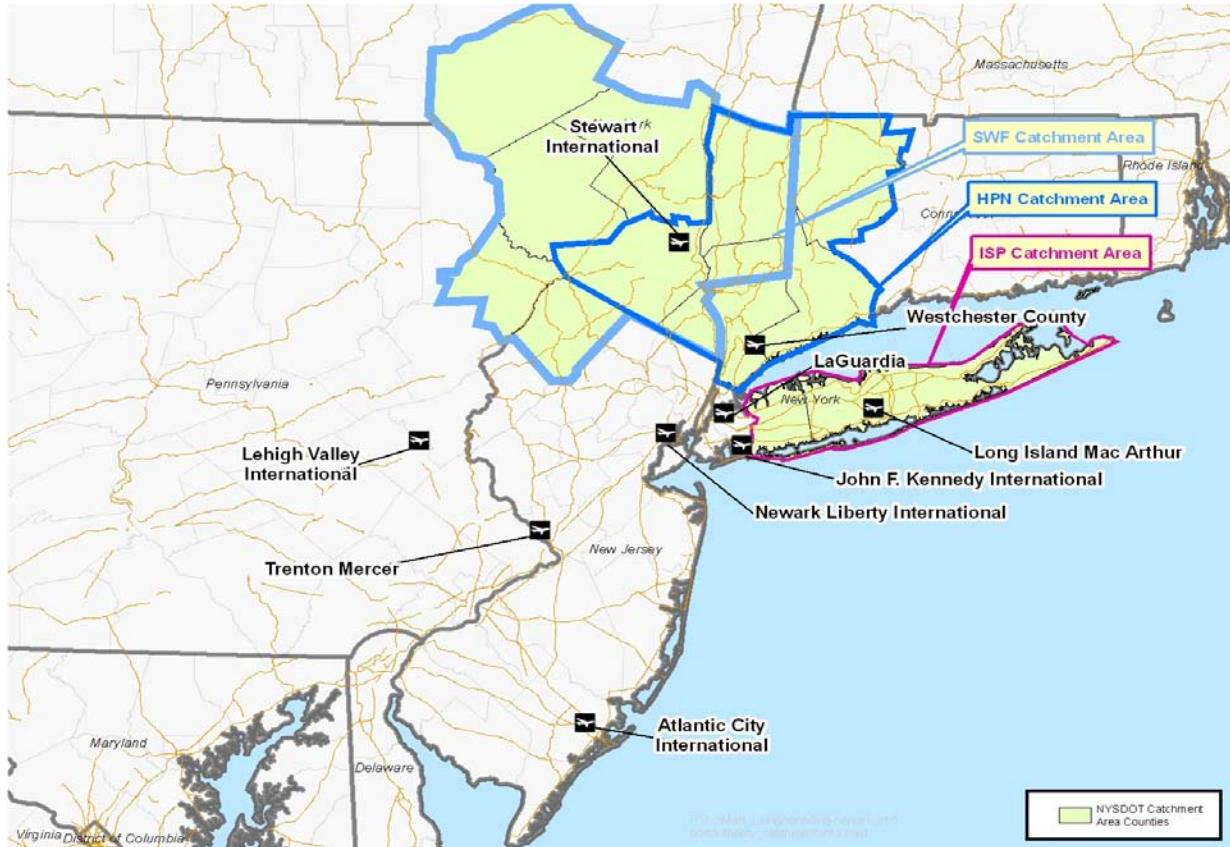 Massachusetts
New York
Stewart
International
SWF Catchment Area
Rhode Island
HPN Catchment Area
ISP Catchment Area
Westchester County
LaGuardia
Pennsylvania
New York
Lehigh Valley
International
Long Island Mac Arthur
John F. Kennedy International
Newark Liberty International
New Jersey
Trenton Mercer
Atlantic City
International
Maryland
Delaware
NYSDOT Catchment
Area Counties
Virginia
District of Columbia